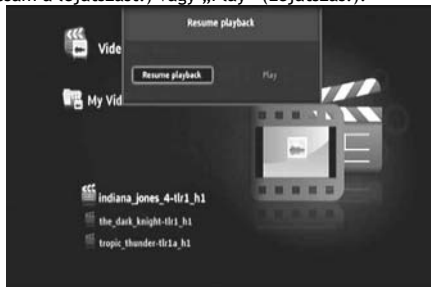 Resume playback
Vide
Resume playback
Play
My Vid
indiana_jones_4-tlr1_h1
the_dark_knight-tlr1_h1
tropic_thunder-tlr1a_h1